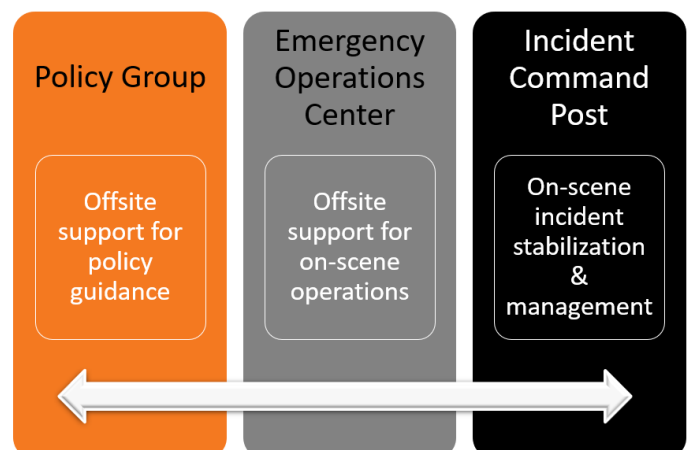 Policy Group
Offsite
support for
policy
guidance
Emergency
Operations
Center
Offsite
support for
on-scene
operations
Incident
Command
Post
On-scene
incident
stabilization
&
management